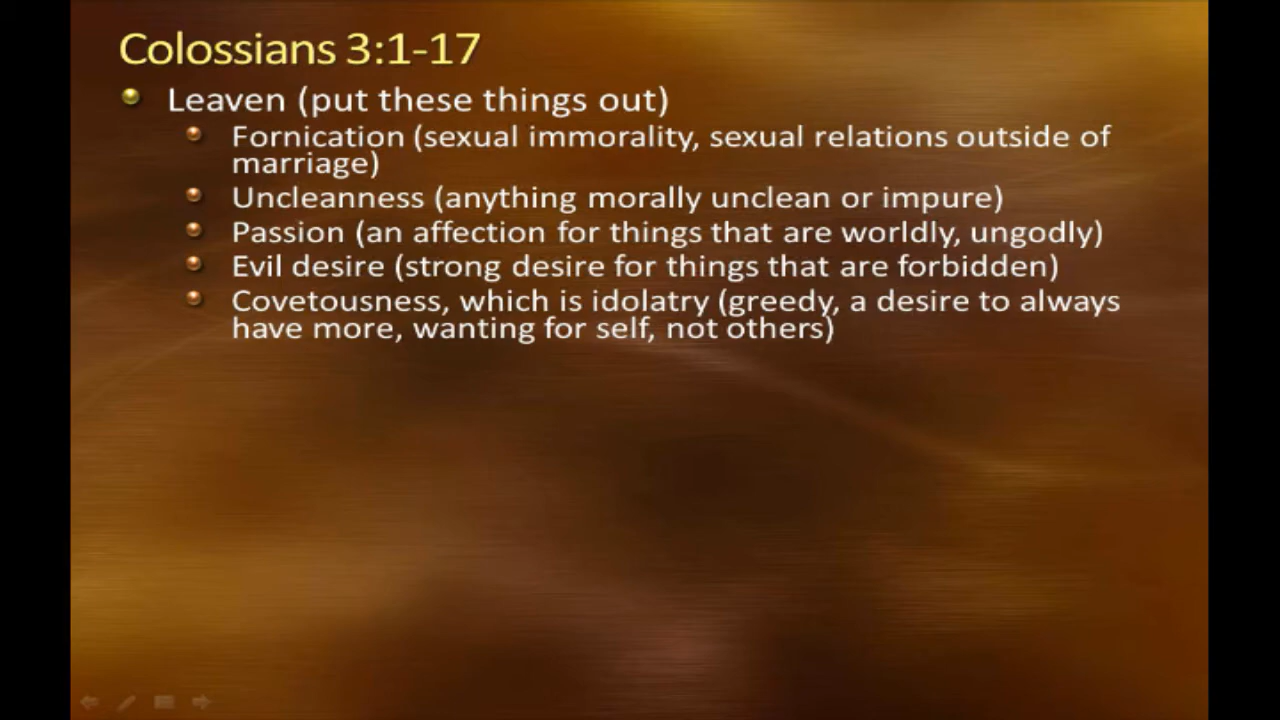 Colossians 3:1-17
Leaven (put these things out)
Fornication (sexual immorality, sexual relations outside of
marriage)
Uncleanness (anything morally unclean or impure)
Passion (an affection for things that are worldly, ungodly)
Evil desire (strong desire for things that are forbidden)
Covetousness, which is idolatry (greedy, a desire to always
have more, wanting for self, not others)